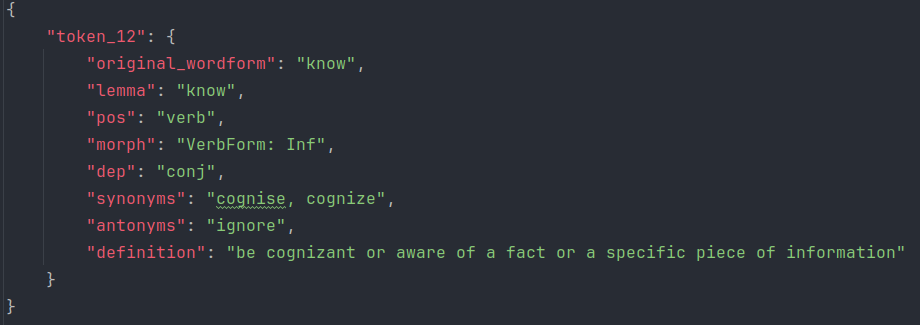 {
    "token_12": {
        "original_wordform": "know",
        "lemma": "know",
        "pos": "verb",
        "morph": "VerbForm: Inf",
        "dep": "conj",
        "synonyms": "cognise, cognize",
        "antonyms": "ignore",
        "definition": "be cognizant or aware of a fact or a specific piece of information"
    }
}